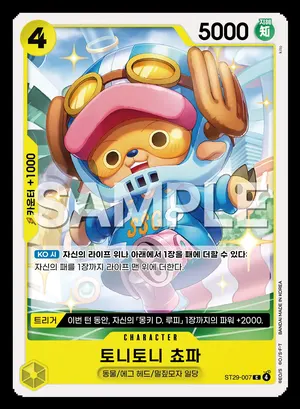 4
5000
지혜
知
카운터 +1000
SAMPLE
SSG
KO 시 자신의 라이프 위나 아래에서 1장을 패에 더할 수 있다:
자신의 패를 1장까지 라이프 맨 위에 더한다.
트리거 이번 턴 동안, 자신의 「몽키 D. 루피」 1장까지의 파워 +2000.
CHARACTER
토니토니 쵸파
동물/에그 헤드/밀짚모자 일당
ST29-007 C
BANDAI MADE IN KOREA